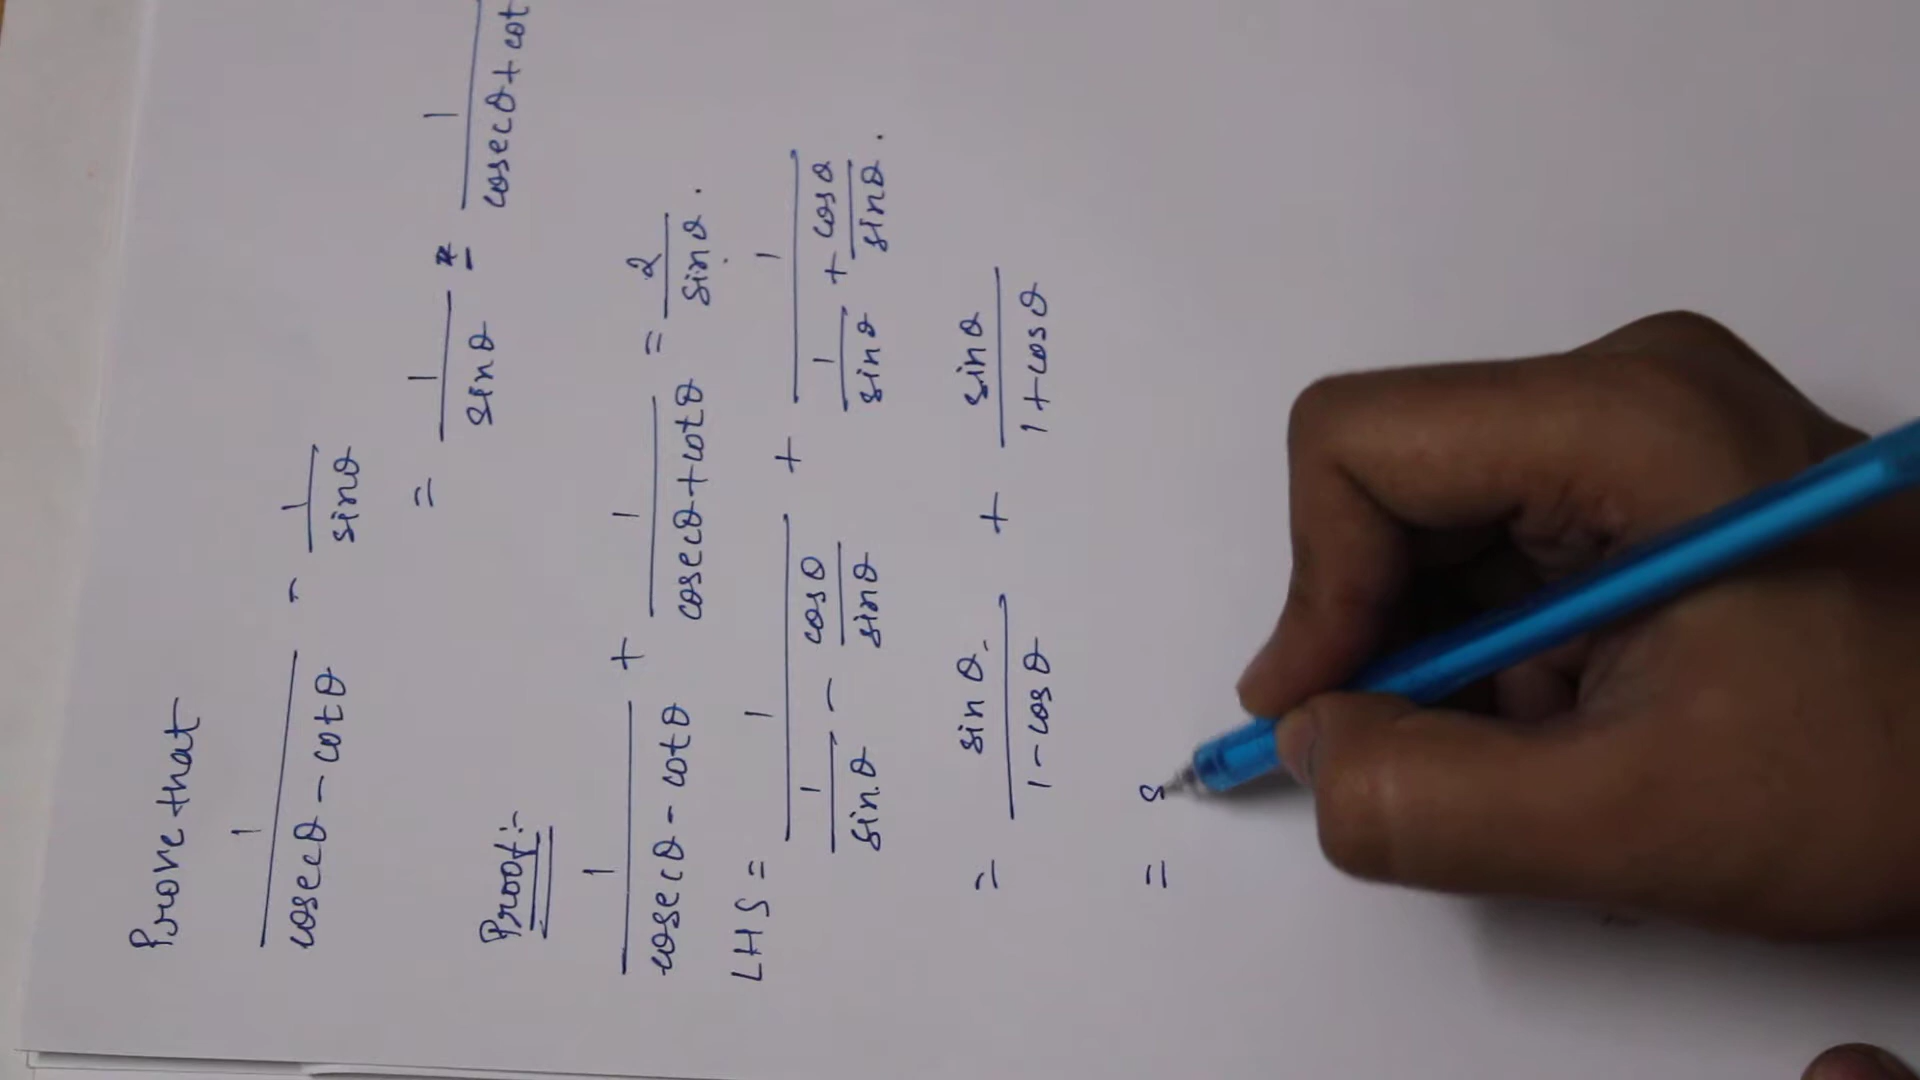 Prove that
1/(cosecθ - cotθ) - 1/sinθ
= 1/sinθ - 1/(cosecθ + cot
Proof:-
1/(cosecθ - cotθ) + 1/(cosecθ + cotθ) = 2/sinθ.
LHS = 1/(1/sinθ - cosθ/sinθ) + 1/(1/sinθ + cosθ/sinθ).
= sinθ/(1 - cosθ) + sinθ/(1 + cosθ)
= s